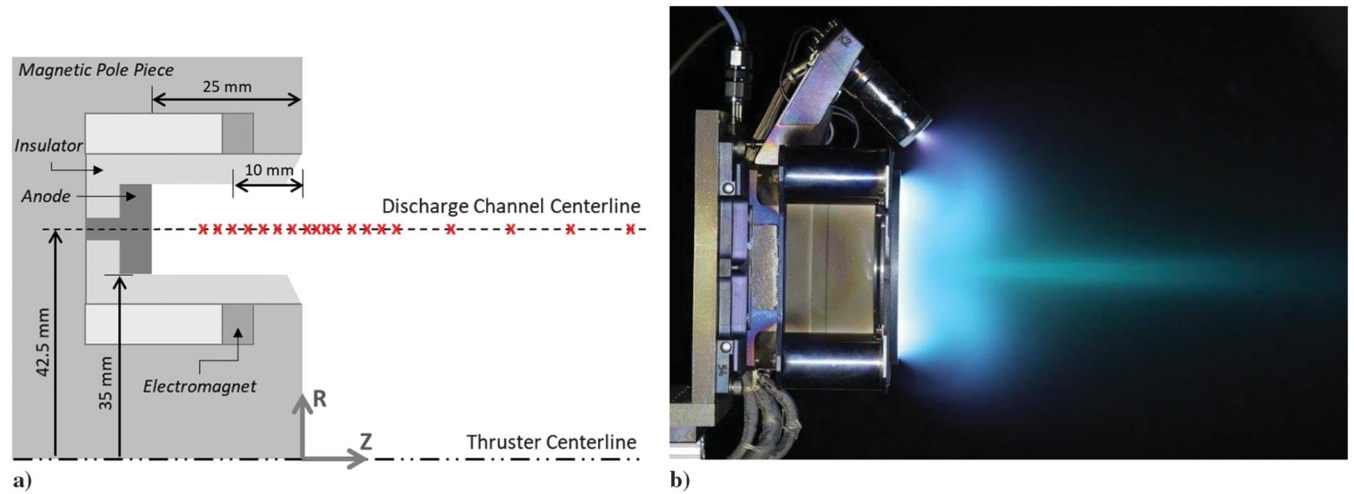 Magnetic Pole Piece
25 mm
Insulator
10 mm
Anode
Discharge Channel Centerline
42.5 mm
35 mm
Electromagnet
R
Z
Thruster Centerline
a)
b)